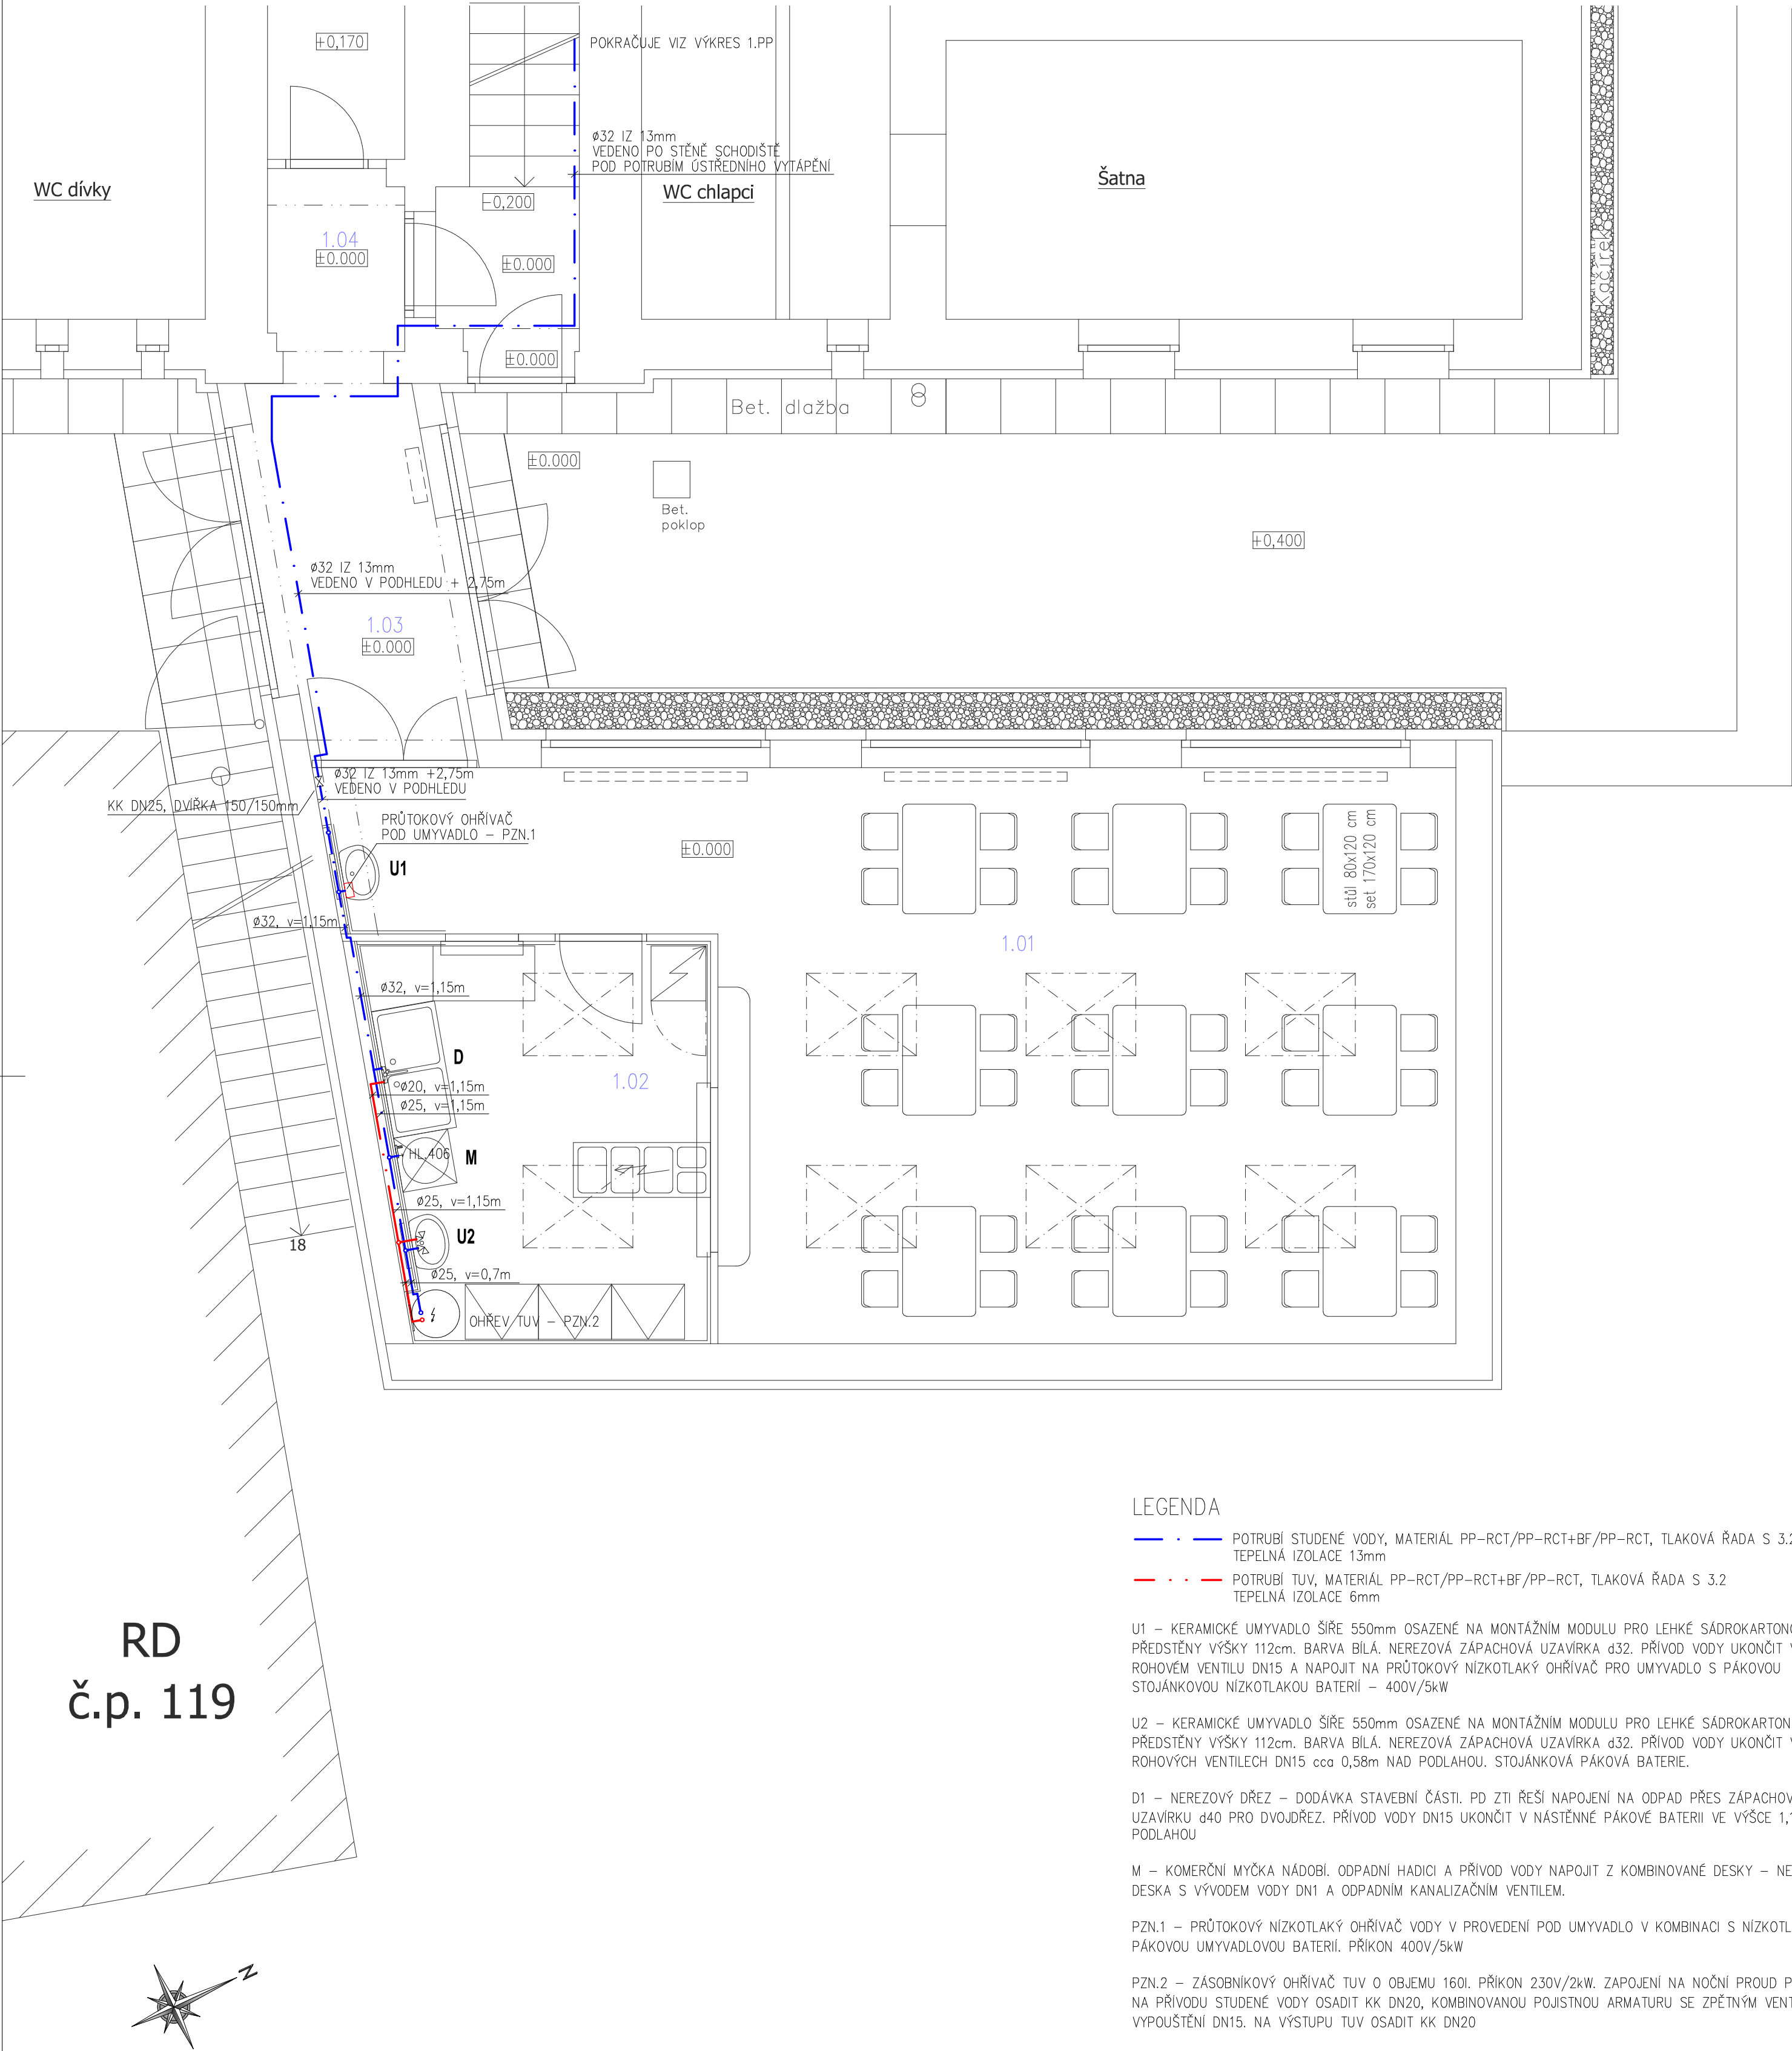 +0,170
POKRAČUJE VIZ VÝKRES 1.PP
ø32 IZ 13mm
VEDENO PO STĚNĚ SCHODIŠTĚ
POD POTRUBÍM ÚSTŘEDNÍHO VYTÁPĚNÍ
WC dívky
WC chlapci
Šatna
-0,200
1.04
±0.000
±0.000
Kačírek
±0.000
Bet. dlažba
±0.000
Bet.
poklop
+0,400
ø32 IZ 13mm
VEDENO V PODHLEDU + 2,75m
1.03
±0.000
ø32 IZ 13mm +2,75m
VEDENO V PODHLEDU
KK DN25, DVÍŘKA 150/150mm
PRŮTOKOVÝ OHŘÍVAČ
POD UMYVADLO – PZN.1
U1
±0.000
stůl 80x120 cm
set 170x120 cm
ø32, v=1,15m
1.01
ø32, v=1,15m
D
1.02
ø20, v=1,15m
ø25, v=1,15m
HL.406
M
ø25, v=1,15m
U2
18
ø25, v=0,7m
OHŘEV TUV – PZN.2
LEGENDA
POTRUBÍ STUDENÉ VODY, MATERIÁL PP–RCT/PP–RCT+BF/PP–RCT, TLAKOVÁ ŘADA S 3.2
TEPELNÁ IZOLACE 13mm
POTRUBÍ TUV, MATERIÁL PP–RCT/PP–RCT+BF/PP–RCT, TLAKOVÁ ŘADA S 3.2
TEPELNÁ IZOLACE 6mm
U1 – KERAMICKÉ UMYVADLO ŠÍŘE 550mm OSAZENÉ NA MONTÁŽNÍM MODULU PRO LEHKÉ SÁDROKARTONO
PŘEDSTĚNY VÝŠKY 112cm. BARVA BÍLÁ. NEREZOVÁ ZÁPACHOVÁ UZAVÍRKA d32. PŘÍVOD VODY UKONČIT V
ROHOVÉM VENTILU DN15 A NAPOJIT NA PRŮTOKOVÝ NÍZKOTLAKÝ OHŘÍVAČ PRO UMYVADLO S PÁKOVOU
STOJÁNKOVOU NÍZKOTLAKOU BATERIÍ – 400V/5kW
U2 – KERAMICKÉ UMYVADLO ŠÍŘE 550mm OSAZENÉ NA MONTÁŽNÍM MODULU PRO LEHKÉ SÁDROKARTON
PŘEDSTĚNY VÝŠKY 112cm. BARVA BÍLÁ. NEREZOVÁ ZÁPACHOVÁ UZAVÍRKA d32. PŘÍVOD VODY UKONČIT V
ROHOVÝCH VENTILECH DN15 cca 0,58m NAD PODLAHOU. STOJÁNKOVÁ PÁKOVÁ BATERIE.
D1 – NEREZOVÝ DŘEZ – DODÁVKA STAVEBNÍ ČÁSTI. PD ZTI ŘEŠÍ NAPOJENÍ NA ODPAD PŘES ZÁPACHOV
UZAVÍRKU d40 PRO DVOJDŘEZ. PŘÍVOD VODY DN15 UKONČIT V NÁSTĚNNÉ PÁKOVÉ BATERII VE VÝŠCE 1,1
PODLAHOU
M – KOMERČNÍ MYČKA NÁDOBÍ. ODPADNÍ HADICI A PŘÍVOD VODY NAPOJIT Z KOMBINOVANÉ DESKY – NE
DESKA S VÝVODEM VODY DN1 A ODPADNÍM KANALIZAČNÍM VENTILEM.
PZN.1 – PRŮTOKOVÝ NÍZKOTLAKÝ OHŘÍVAČ VODY V PROVEDENÍ POD UMYVADLO V KOMBINACI S NÍZKOTL
PÁKOVOU UMYVADLOVOU BATERIÍ. PŘÍKON 400V/5kW
PZN.2 – ZÁSOBNÍKOVÝ OHŘÍVAČ TUV O OBJEMU 160l. PŘÍKON 230V/2kW. ZAPOJENÍ NA NOČNÍ PROUD P
NA PŘÍVODU STUDENÉ VODY OSADIT KK DN20, KOMBINOVANOU POJISTNOU ARMATURU SE ZPĚTNÝM VENT
VYPOUŠTĚNÍ DN15. NA VÝSTUPU TUV OSADIT KK DN20
RD
č.p. 119
N